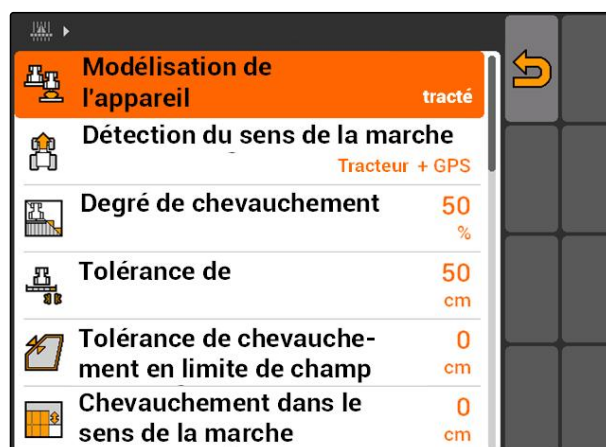 Modélisation de
l'appareil
tracté
Détection du sens de la marche
Tracteur + GPS
Degré de chevauchement
50
%
Tolérance de
50
cm
Tolérance de chevauche-
0
ment en limite de champ
cm
Chevauchement dans le
0
sens de la marche
cm